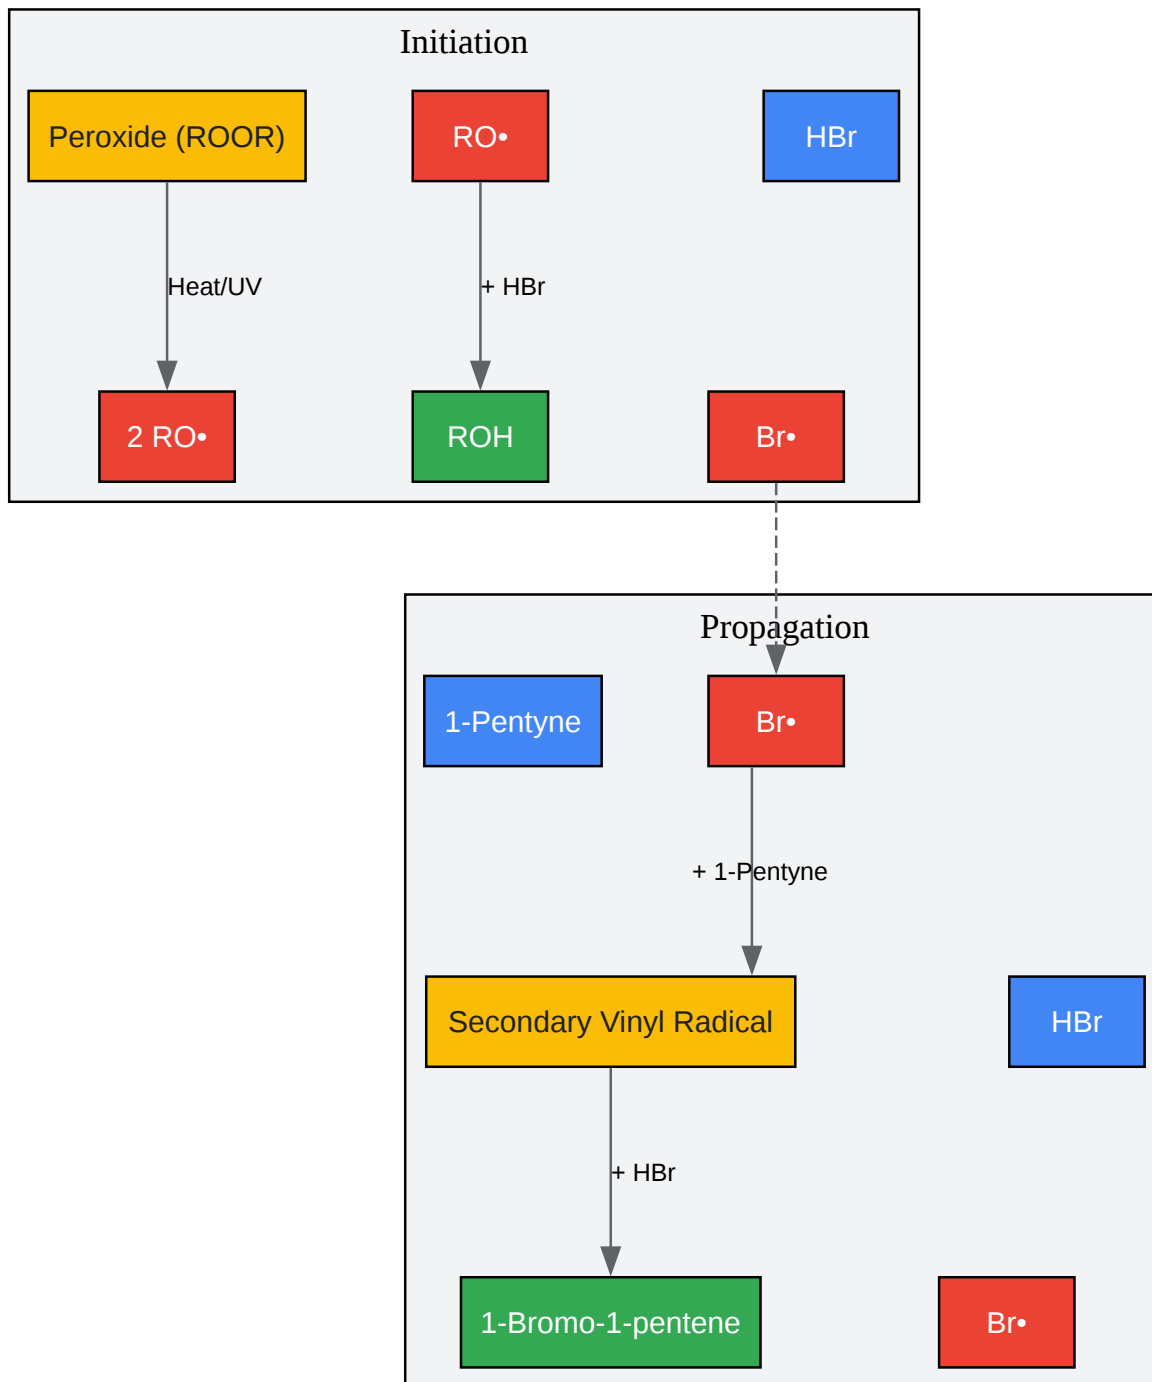 Initiation
Peroxide (ROOR)
RO•
HBr
Heat/UV
+ HBr
2 RO•
ROH
Br•
Propagation
1-Pentyne
Br•
+ 1-Pentyne
Secondary Vinyl Radical
HBr
+ HBr
1-Bromo-1-pentene
Br•